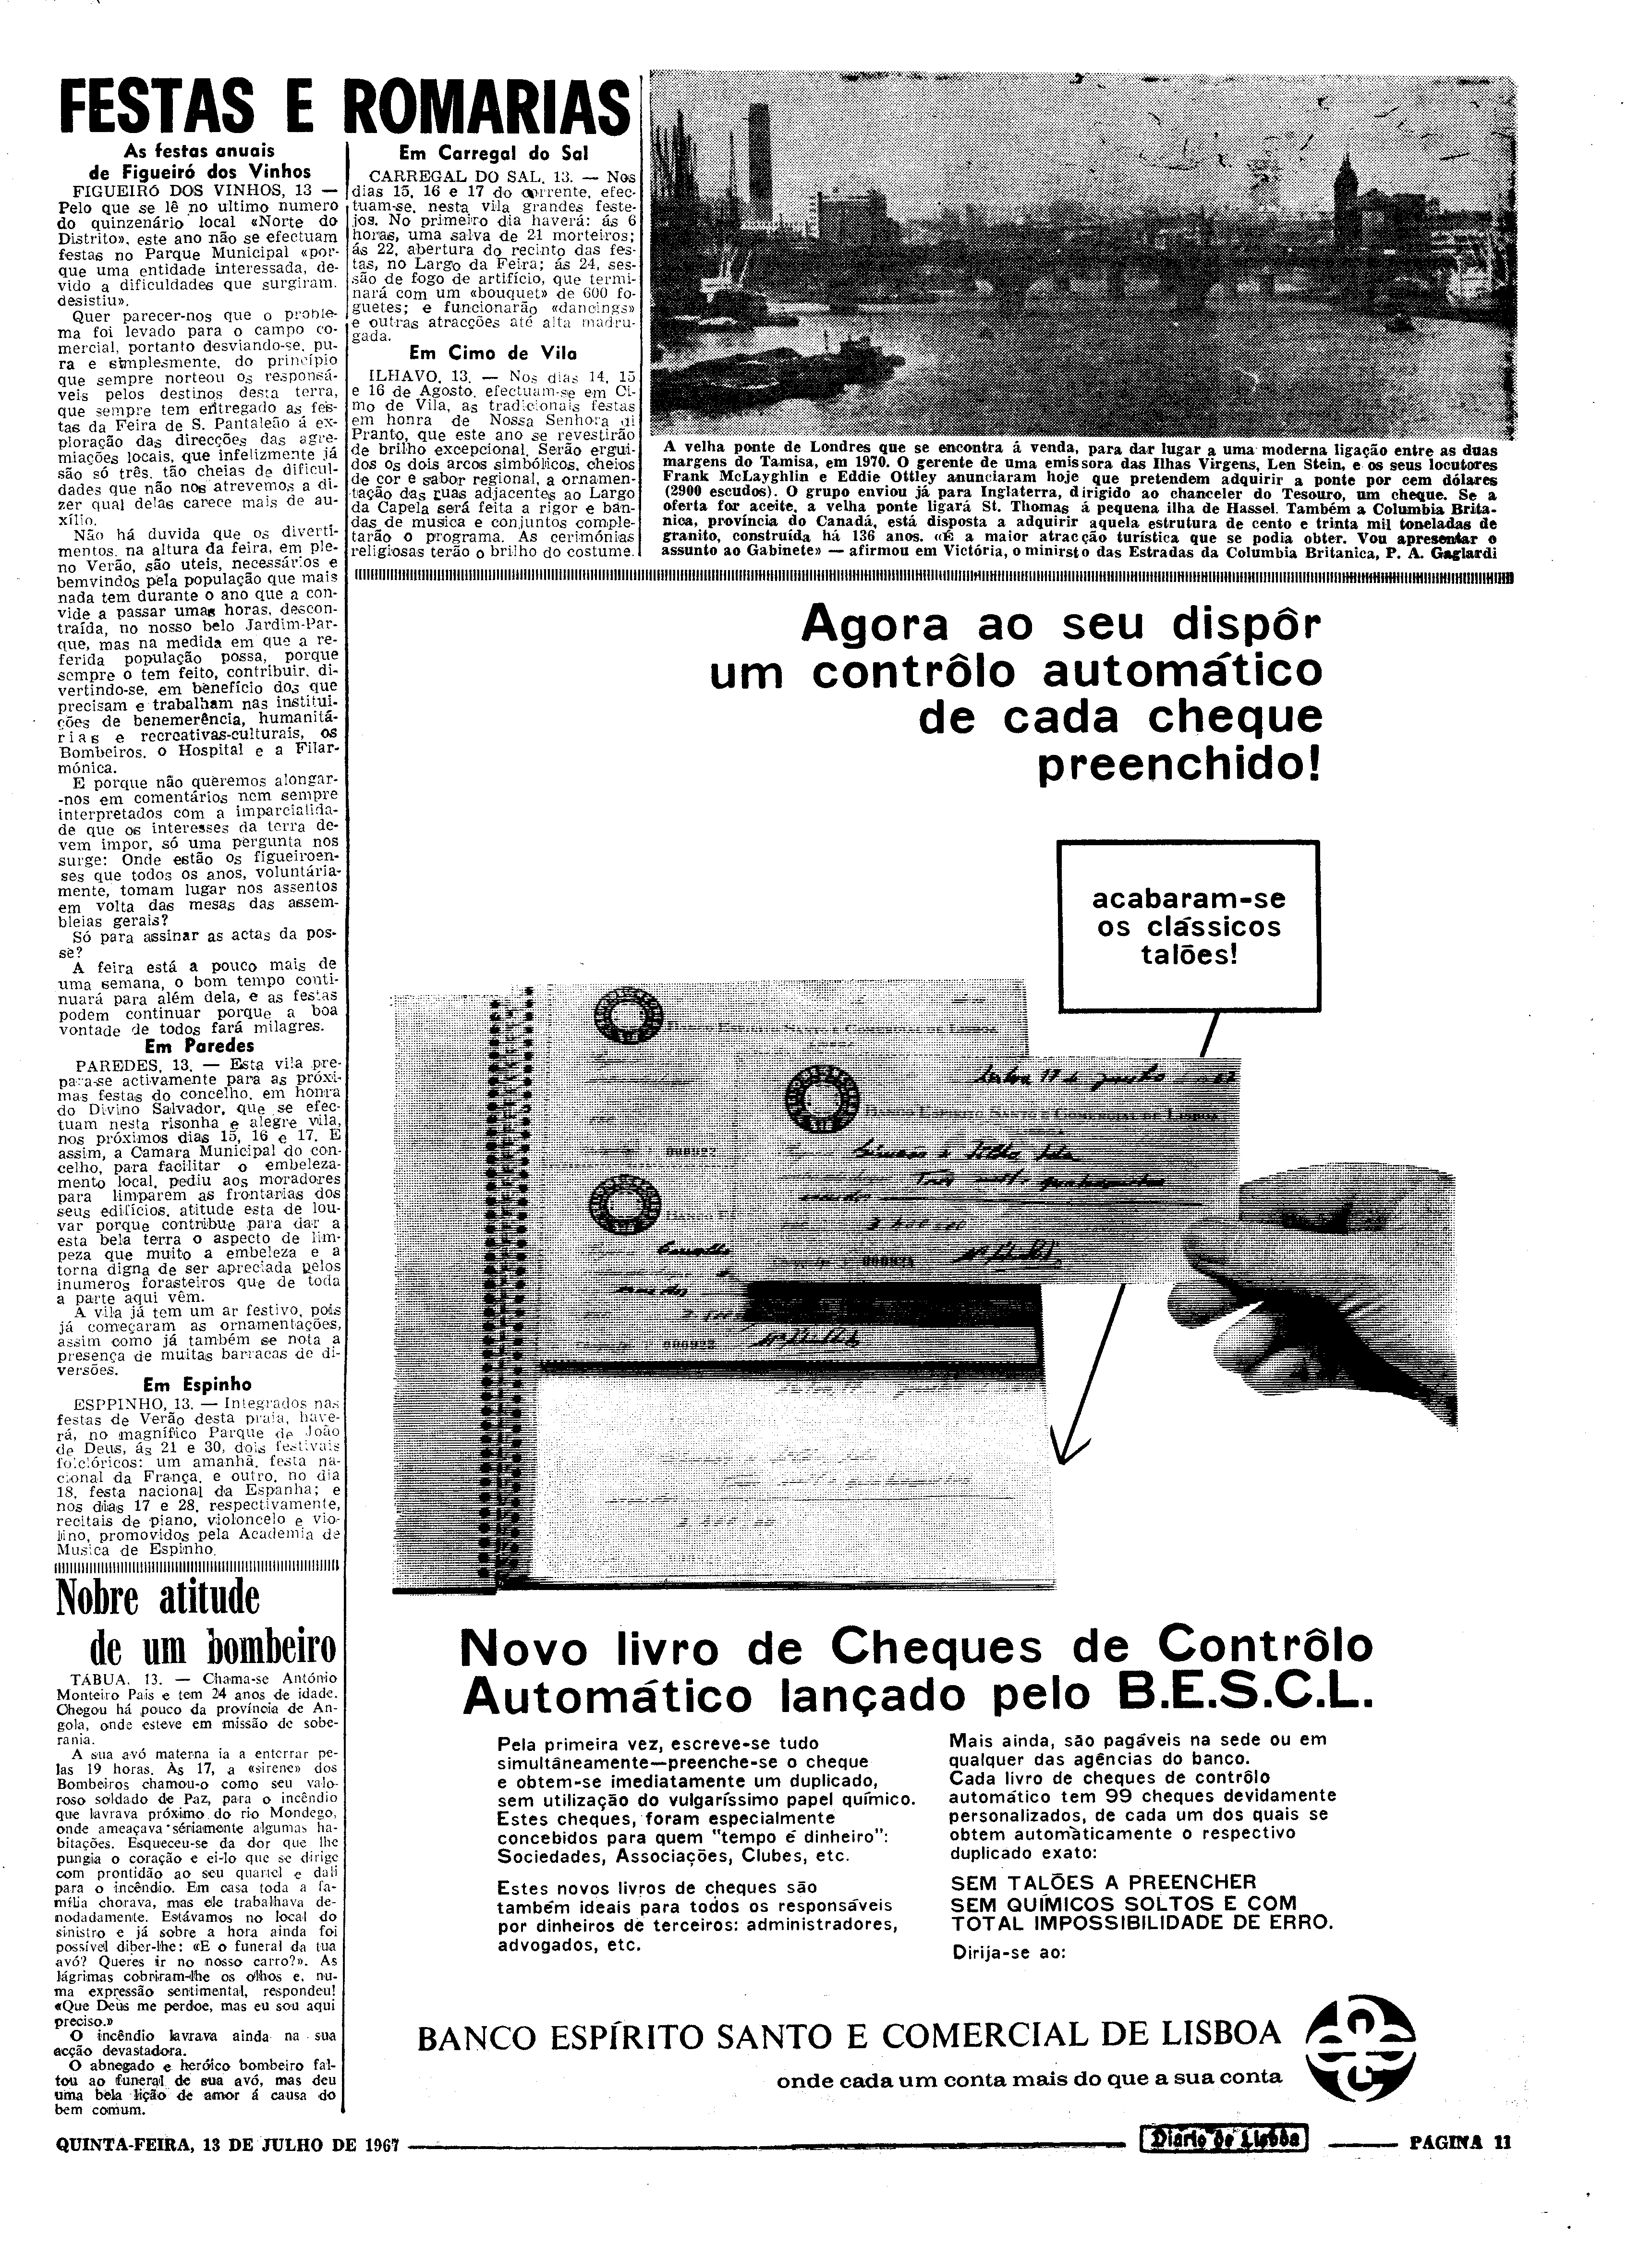 FESTAS E ROMARIAS
As festas anuais
de Figueiró dos Vinhos
FIGUEIRÓ DOS VINHOS, 13 —
Pelo que se lê no ultimo numero
do quinzenário local «Norte do
Distrito», este ano não se efectuam
festas no Parque Municipal «por-
que uma entidade interessada, de-
vido a dificuldades que surgiram,
desistiu».
Quer parecer-nos que o proble-
ma foi levado para o campo co-
mercial, portanto desviando-se, pu-
ra e simplesmente, do princípio
que sempre norteou os responsá-
veis pelos destinos desta terra,
que sempre tem entregado as fes-
tas da Feira de S. Pantaleão á ex-
ploração das direcções das agre-
miações locais, que infelizmente já
são só três, tão cheias de dificul-
dades que não nos atrevemos a di-
zer qual delas carece mais de au-
xílio.
Não há duvida que os diverti-
mentos, na altura da feira, em ple-
no Verão, são uteis, necessários e
bemvindos pela população que mais
nada tem durante o ano que a con-
vide a passar umas horas, descon-
traída, no nosso belo Jardim-Par-
que, mas na medida em que a re-
ferida população possa, porque
sempre o tem feito, contribuir, di-
vertindo-se, em benefício dos que
precisam e trabalham nas institui-
ções de benemerência, humanitá-
rias e recreativas-culturais, os
Bombeiros, o Hospital e a Filar-
mónica.
E porque não queremos alongar-
-nos em comentários nem sempre
interpretados com a imparcialida-
de que os interesses da terra de-
vem impor, só uma pergunta nos
surge: Onde estão os figueiroen-
ses que todos os anos, voluntária-
mente, tomam lugar nos assentos
em volta das mesas das assem-
bleias gerais?
Só para assinar as actas da pos-
se?
A feira está a pouco mais de
uma semana, o bom tempo conti-
nuará para além dela, e as festas
podem continuar porque a boa
vontade de todos fará milagres.
Em Paredes
PAREDES, 13. — Esta vila pre-
para-se activamente para as próxi-
mas festas do concelho, em honra
do Divino Salvador, que se efec-
tuam nesta risonha e alegre vila,
nos próximos dias 15, 16 e 17. E
assim, a Camara Municipal do con-
celho, para facilitar o embeleza-
mento local, pediu aos moradores
para limparem as frontarias dos
seus edifícios, atitude esta de lou-
var porque contribue para dar a
esta bela terra o aspecto de lim-
peza que muito a embeleza e a
torna digna de ser apreciada pelos
inumeros forasteiros que de toda
a parte aqui vêm.
A vila já tem um ar festivo, pois
já começaram as ornamentações,
assim como já também se nota a
presença de muitas barracas de di-
versões.
Em Espinho
ESPPINHO, 13. — Integrados nas
festas de Verão desta praia, have-
rá, no magnífico Parque de João
de Deus, ás 21 e 30, dois festivais
folclóricos: um amanhã, festa na-
cional da França, e outro, no dia
18, festa nacional da Espanha; e
nos dias 17 e 28, respectivamente,
recitais de piano, violoncelo e vio-
lino, promovidos pela Academia de
Musica de Espinho.
Nobre atitude
de um bombeiro
TÁBUA, 13. — Chama-se António
Monteiro Pais e tem 24 anos de idade.
Chegou há pouco da província de An-
gola, onde esteve em missão de sobe-
rania.
A sua avó materna ia a enterrar pe-
las 19 horas. Às 17, a «sirene» dos
Bombeiros chamou-o como seu valo-
roso soldado de Paz, para o incêndio
que lavrava próximo do rio Mondego,
onde ameaçava sériamente algumas ha-
bitações. Esqueceu-se da dor que lhe
pungia o coração e ei-lo que se dirige
com prontidão ao seu quartel e dali
para o incêndio. Em casa toda a fa-
mília chorava, mas ele trabalhava de-
nodadamente. Estávamos no local do
sinistro e já sobre a hora ainda foi
possível diber-lhe: «E o funeral da tua
avó? Queres ir no nosso carro?». As
lágrimas cobriram-lhe os olhos e, nu-
ma expressão sentimental, respondeu!
«Que Deus me perdoe, mas eu sou aqui
preciso.»
O incêndio lavrava ainda na sua
acção devastadora.
O abnegado e heróico bombeiro fal-
tou ao funeral de sua avó, mas deu
uma bela lição de amor á causa do
bem comum.
Em Carregal do Sal
CARREGAL DO SAL, 13. — Nos
dias 15, 16 e 17 do corrente, efec-
tuam-se, nesta vila grandes feste-
jos. No primeiro dia haverá: ás 6
horas, uma salva de 21 morteiros;
ás 22, abertura do recinto das fes-
tas, no Largo da Feira; ás 24, ses-
são de fogo de artifício, que termi-
nará com um «bouquet» de 600 fo-
guetes; e funcionarão «dancings»
e outras atracções até alta madru-
gada.
Em Cimo de Vila
ILHAVO, 13. — Nos dias 14, 15
e 16 de Agosto, efectuam-se em Ci-
mo de Vila, as tradicionais festas
em honra de Nossa Senhora di
Pranto, que este ano se revestirão
de brilho excepcional. Serão ergui-
dos os dois arcos simbólicos, cheios
de cor e sabor regional, a ornamen-
tação das ruas adjacentes ao Largo
da Capela será feita a rigor e ban-
das de musica e conjuntos comple-
tarão o programa. As cerimónias
religiosas terão o brilho do costume.
A velha ponte de Londres que se encontra á venda, para dar lugar a uma moderna ligação entre as duas
margens do Tamisa, em 1970. O gerente de uma emissora das Ilhas Virgens, Len Stein, e os seus locutores
Frank McLayghlin e Eddie Ottley anunciaram hoje que pretendem adquirir a ponte por cem dólares
(2900 escudos). O grupo enviou já para Inglaterra, dirigido ao chanceler do Tesouro, um cheque. Se a
oferta for aceite, a velha ponte ligará St. Thomas á pequena ilha de Hassel. Também a Columbia Brita-
nica, província do Canadá, está disposta a adquirir aquela estrutura de cento e trinta mil toneladas de
granito, construída há 136 anos. «É a maior atracção turística que se podia obter. Vou apresentar o
assunto ao Gabinete» — afirmou em Victória, o minirsto das Estradas da Columbia Britanica, P. A. Gaglardi
Agora ao seu dispôr
um contrôlo automático
de cada cheque
preenchido!
acabaram-se
os clássicos
talões!
BANCO ESPÍRITO SANTO E COMERCIAL DE LISBOA
Lisboa 17 de Junho
BANCO ESPÍRITO SANTO E COMERCIAL DE LISBOA
000922
000924
000922
Novo livro de Cheques de Contrôlo
Automático lançado pelo B.E.S.C.L.
Pela primeira vez, escreve-se tudo
simultâneamente—preenche-se o cheque
e obtem-se imediatamente um duplicado,
sem utilização do vulgaríssimo papel químico.
Estes cheques, foram especialmente
concebidos para quem "tempo é dinheiro":
Sociedades, Associações, Clubes, etc.
Estes novos livros de cheques são
também ideais para todos os responsáveis
por dinheiros de terceiros: administradores,
advogados, etc.
Mais ainda, são pagáveis na sede ou em
qualquer das agências do banco.
Cada livro de cheques de contrôlo
automático tem 99 cheques devidamente
personalizados, de cada um dos quais se
obtem automàticamente o respectivo
duplicado exato:
SEM TALÕES A PREENCHER
SEM QUÍMICOS SOLTOS E COM
TOTAL IMPOSSIBILIDADE DE ERRO.
Dirija-se ao:
BANCO ESPÍRITO SANTO E COMERCIAL DE LISBOA
onde cada um conta mais do que a sua conta
QUINTA-FEIRA, 13 DE JULHO DE 1967
Diário de Lisboa
PÁGINA 11